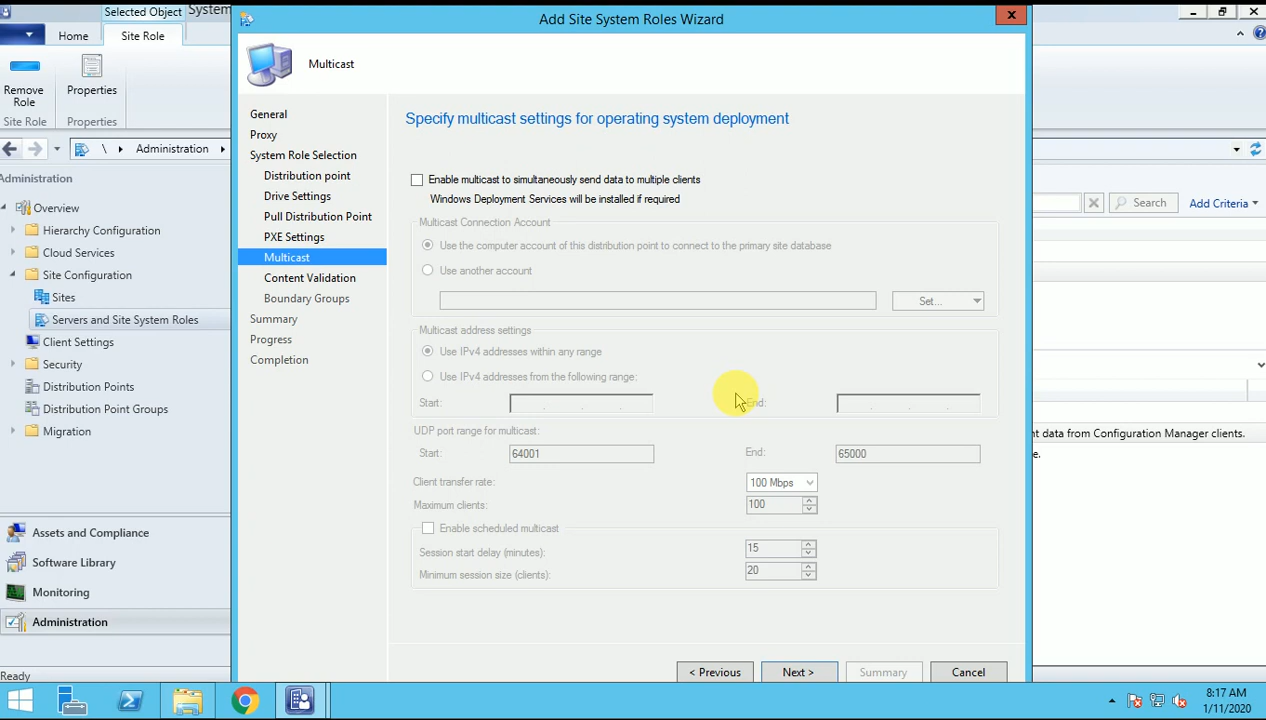 Selected Object
System
Add Site System Roles Wizard
Home
Site Role
Remove
Role
Properties
Site Role
Properties
Multicast
\
Administration
Administration
Overview
Hierarchy Configuration
Cloud Services
Site Configuration
Sites
Servers and Site System Roles
Client Settings
Security
Distribution Points
Distribution Point Groups
Migration
Assets and Compliance
Software Library
Monitoring
Administration
Ready
General
Proxy
System Role Selection
Distribution point
Drive Settings
Pull Distribution Point
PXE Settings
Multicast
Content Validation
Boundary Groups
Summary
Progress
Completion
Specify multicast settings for operating system deployment
Enable multicast to simultaneously send data to multiple clients
Windows Deployment Services will be installed if required
Multicast Connection Account
Use the computer account of this distribution point to connect to the primary site database
Use another account
Set...
Multicast address settings
Use IPv4 addresses within any range
Use IPv4 addresses from the following range:
Start: . . . End: . . .
UDP port range for multicast:
Start: 64001 End: 65000
Client transfer rate: 100 Mbps
Maximum clients: 100
Enable scheduled multicast
Session start delay (minutes): 15
Minimum session size (clients): 20
< Previous Next > Summary Cancel
Search
Add Criteria
nt data from Configuration Manager clients.
e.
8:17 AM
1/11/2020